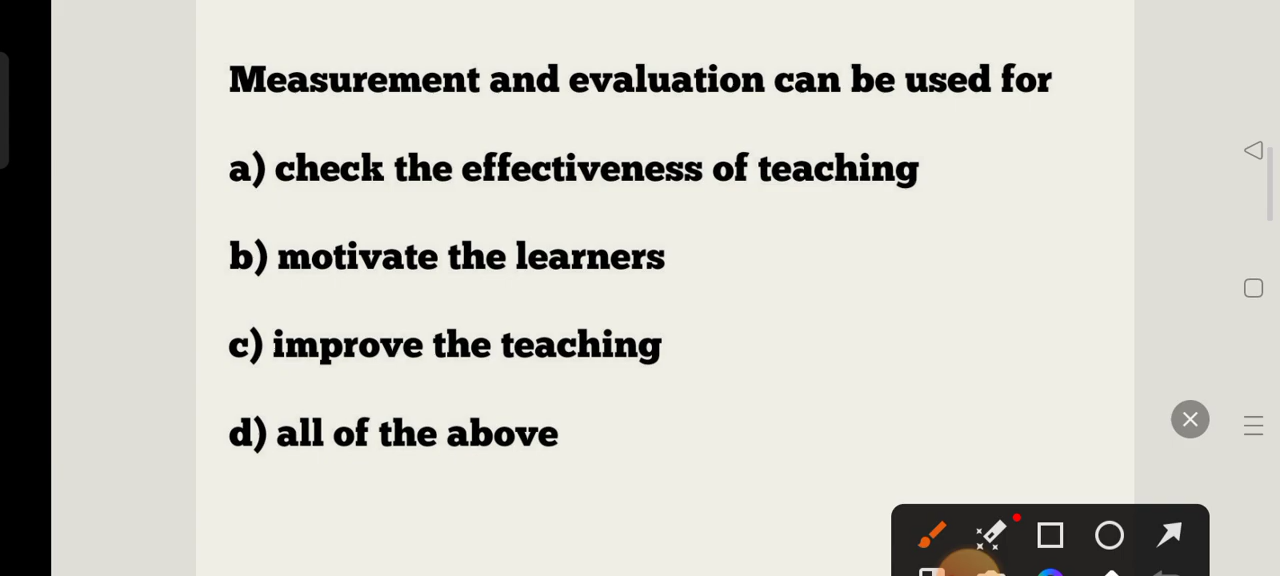 Measurement and evaluation can be used for
a) check the effectiveness of teaching
b) motivate the learners
c) improve the teaching
d) all of the above